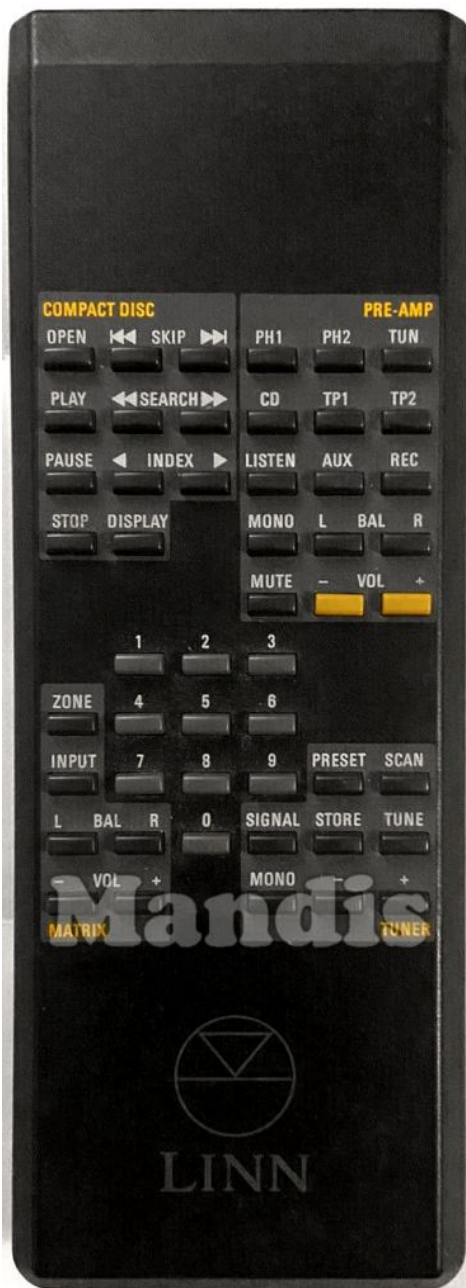 COMPACT DISC PRE-AMP
OPEN SKIP PH1 PH2 TUN
PLAY SEARCH CD TP1 TP2
PAUSE INDEX LISTEN AUX REC
STOP DISPLAY MONO L BAL R
MUTE - VOL +
1 2 3
ZONE 4 5 6
INPUT 7 8 9 PRESET SCAN
L BAL R 0 SIGNAL STORE TUNE
- VOL + MONO - +
Mandis
MATRIX TUNER
LINN